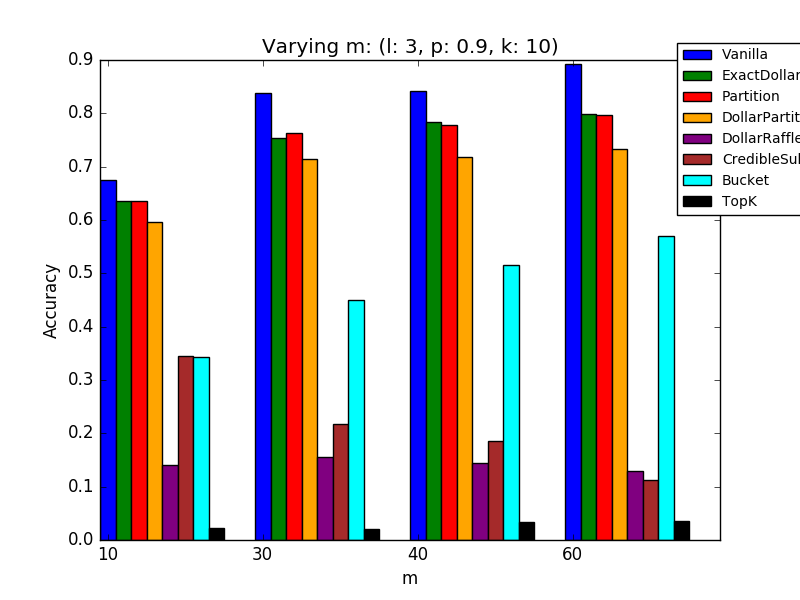 Varying m: (l: 3, p: 0.9, k: 10)
Vanilla
ExactDollar
Partition
DollarPartit
DollarRaffle
CredibleSu
Bucket
TopK
Accuracy
0.9
0.8
0.7
0.6
0.5
0.4
0.3
0.2
0.1
0.0
10 30 40 60
m